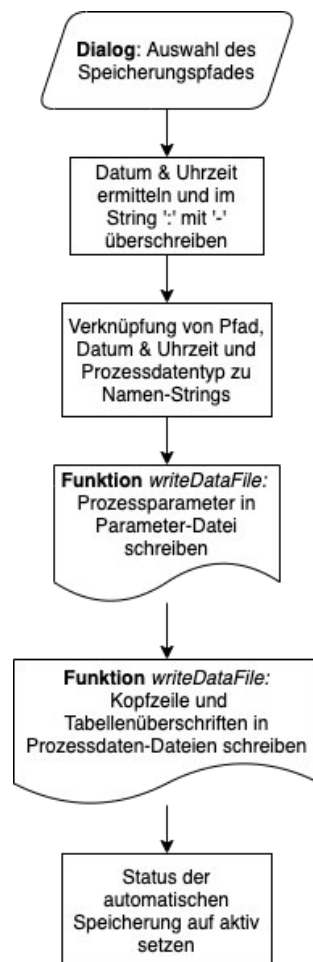 Dialog: Auswahl des
Speicherungspfades
Datum & Uhrzeit
ermitteln und im
String ':' mit '-'
überschreiben
Verknüpfung von Pfad,
Datum & Uhrzeit und
Prozessdatentyp zu
Namen-Strings
Funktion writeDataFile:
Prozessparameter in
Parameter-Datei
schreiben
Funktion writeDataFile:
Kopfzeile und
Tabellenüberschriften in
Prozessdaten-Dateien schreiben
Status der
automatischen
Speicherung auf aktiv
setzen